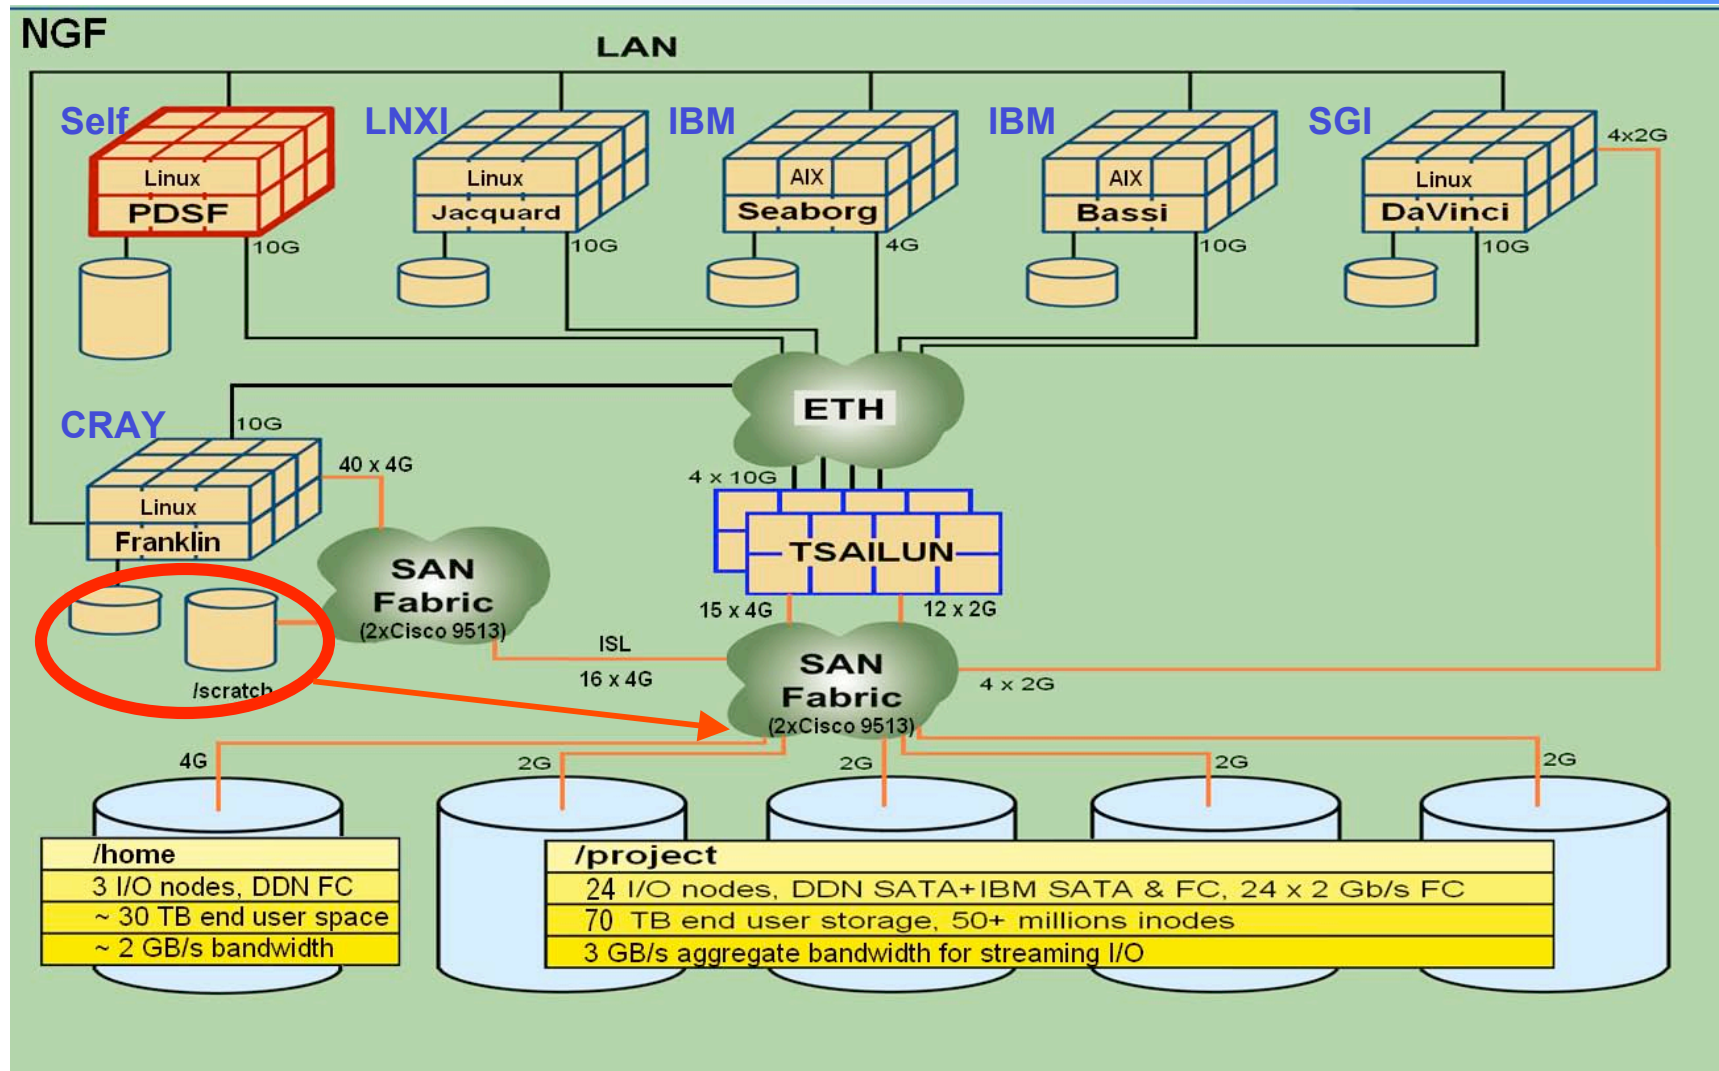 NGF
LAN
Self
LNXI
IBM
IBM
SGI
4x2G
Linux
PDSF
Linux
Jacquard
AIX
Seaborg
AIX
Bassi
Linux
DaVinci
10G
10G
4G
10G
10G
ETH
CRAY
10G
40 x 4G
4 x 10G
Linux
Franklin
TSAILUN
SAN
Fabric
(2xCisco 9513)
15 x 4G
12 x 2G
ISL
16 x 4G
SAN
Fabric
(2xCisco 9513)
4 x 2G
/scratch
4G
2G
2G
2G
2G
/home
3 I/O nodes, DDN FC
~ 30 TB end user space
~ 2 GB/s bandwidth
/project
24 I/O nodes, DDN SATA+IBM SATA & FC, 24 x 2 Gb/s FC
70 TB end user storage, 50+ millions inodes
3 GB/s aggregate bandwidth for streaming I/O